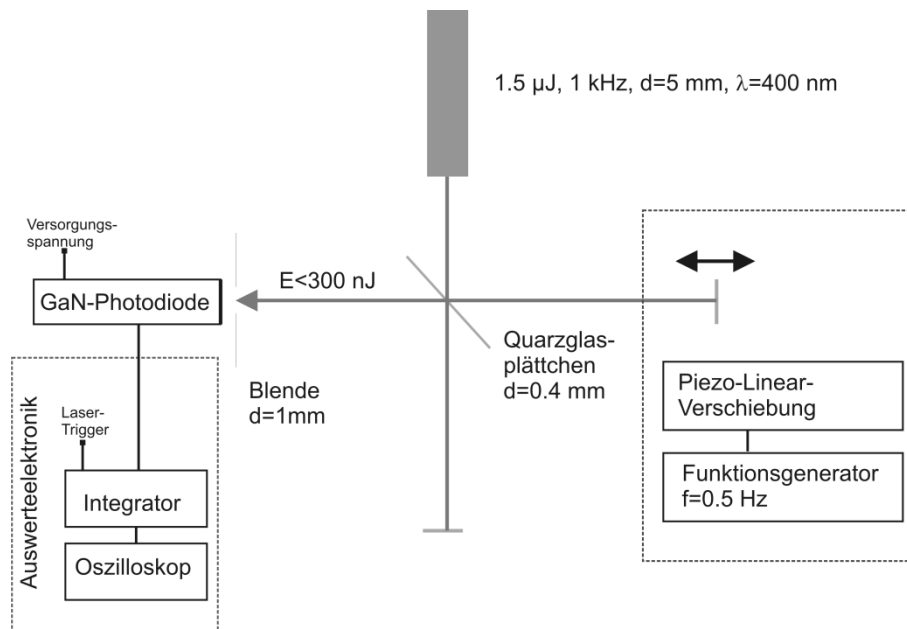 1.5 µJ, 1 kHz, d=5 mm, λ=400 nm
Versorgungs-
spannung
GaN-Photodiode
E<300 nJ
Quarzglas-
plättchen
d=0.4 mm
Blende
d=1mm
Piezo-Linear-
Verschiebung
Funktionsgenerator
f=0.5 Hz
Auswerteelektronik
Laser-
Trigger
Integrator
Oszilloskop